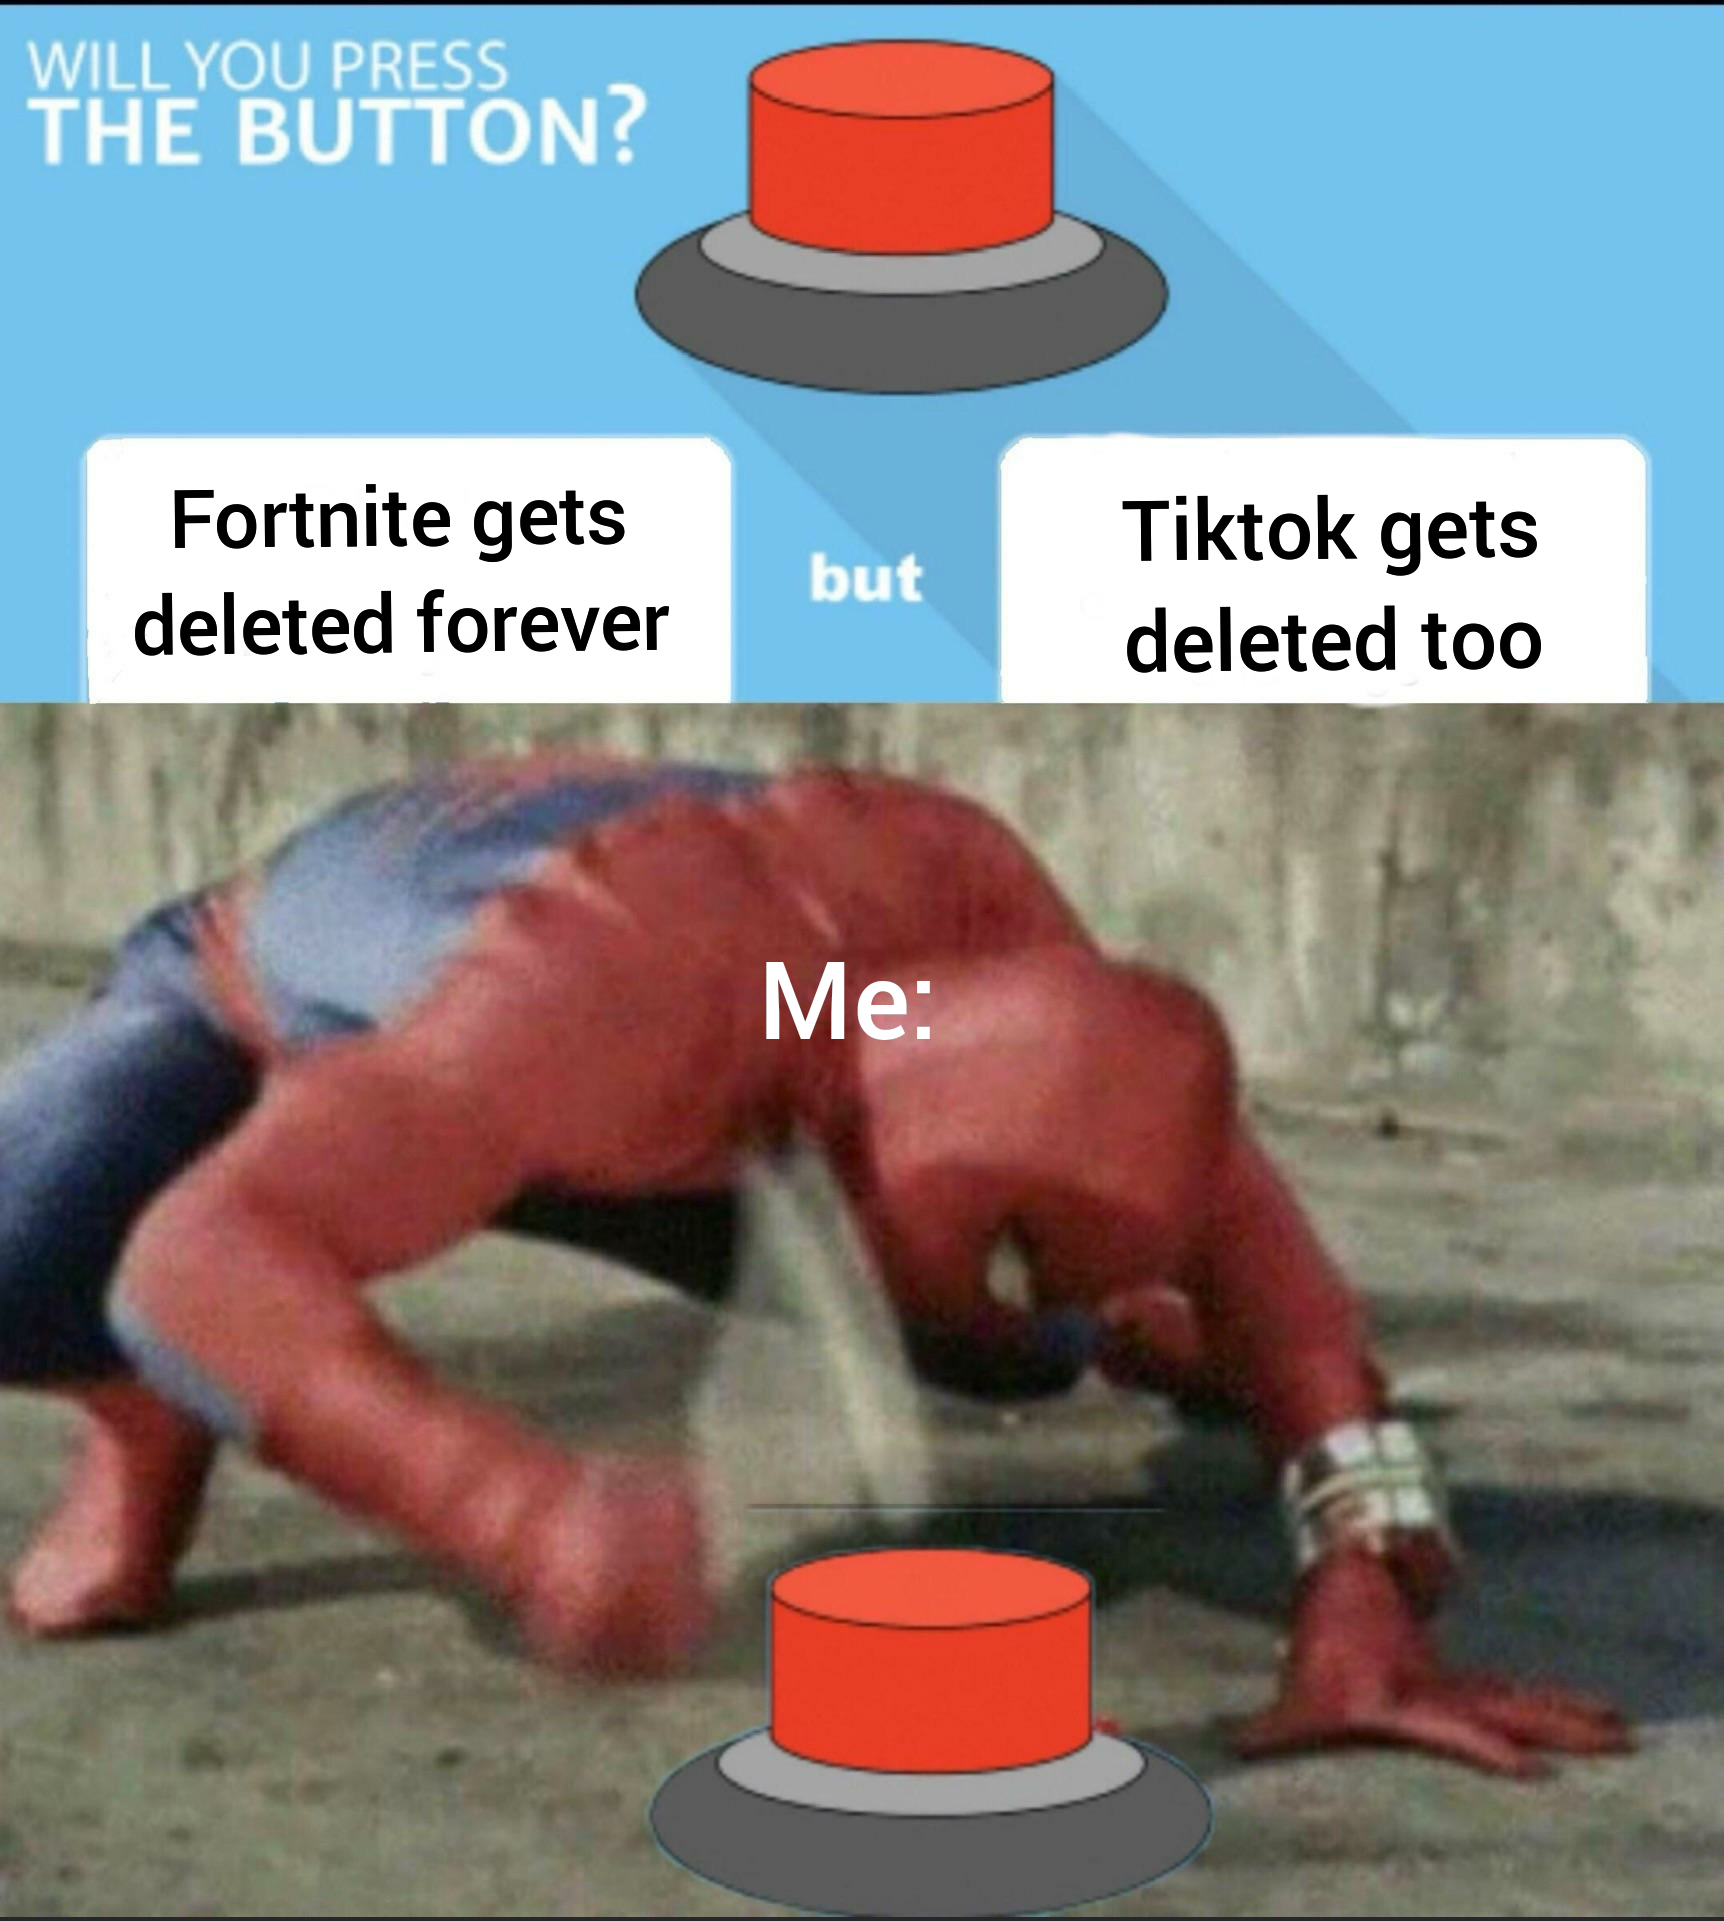 WILL YOU PRESS
THE BUTTON?
Fortnite gets
deleted forever
but
Tiktok gets
deleted too
Me: